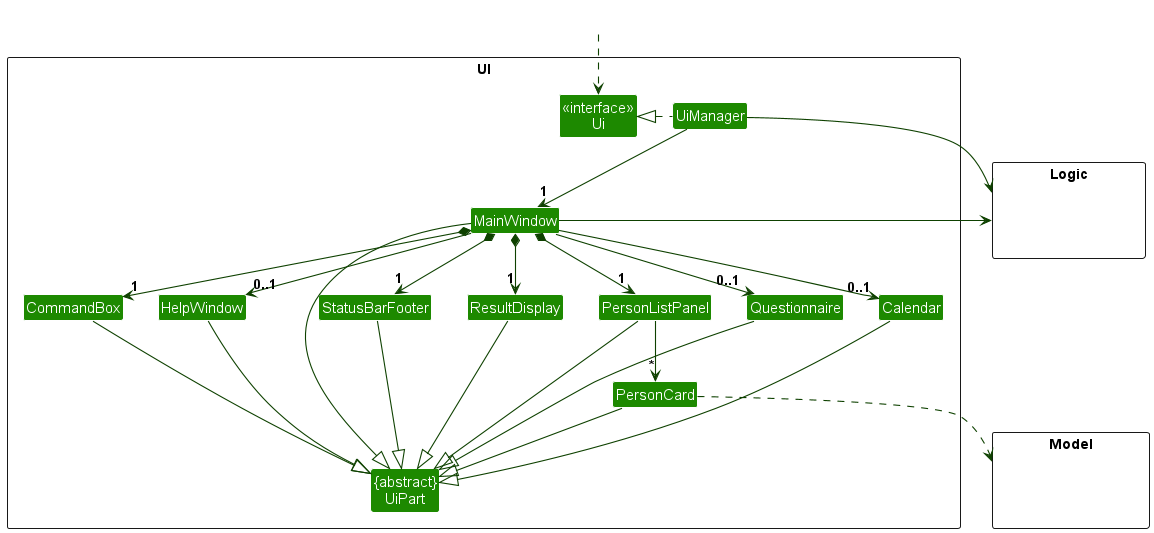 UI
«interface»
Ui
UiManager
Logic
1
MainWindow
1
0..1
1
1
1
0..1
0..1
CommandBox
HelpWindow
StatusBarFooter
ResultDisplay
PersonListPanel
Questionnaire
Calendar
*
PersonCard
Model
{abstract}
UiPart